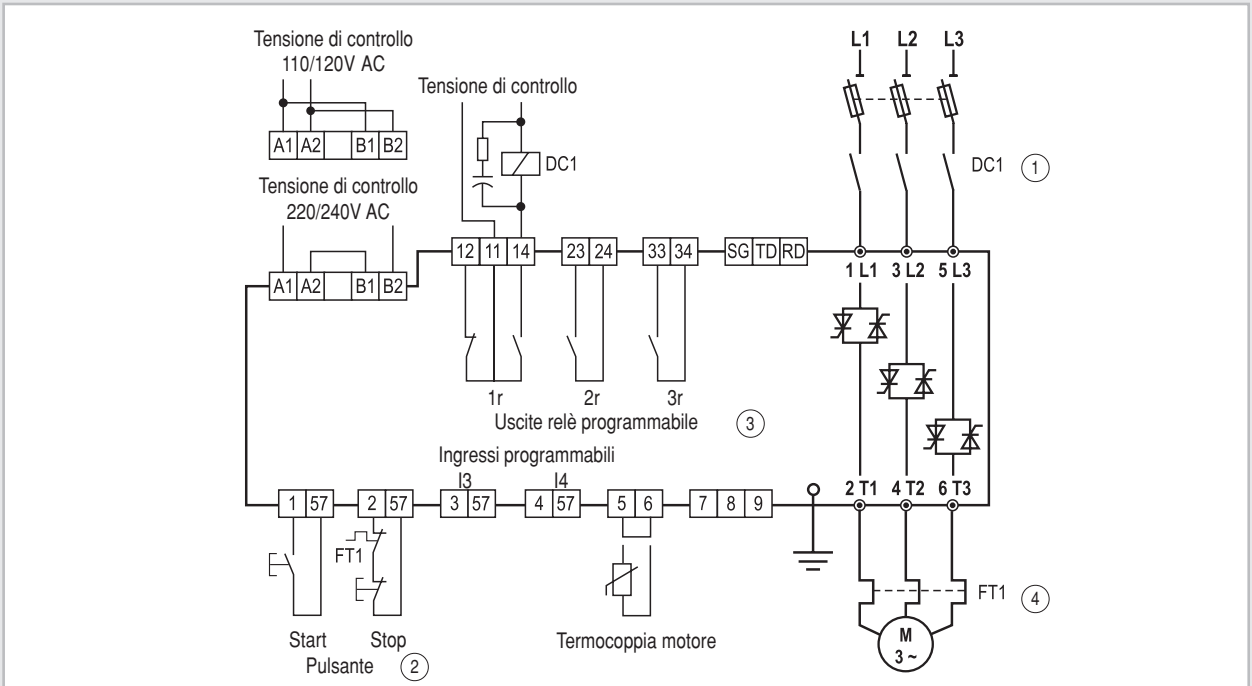 Tensione di controllo
110/120V AC
A1 A2 B1 B2
Tensione di controllo
220/240V AC
A1 A2 B1 B2
Tensione di controllo
DC1
L1 L2 L3
DC1 1
12 11 14 23 24 33 34 SG TD RD
1 L1 3 L2 5 L3
1r 2r 3r
Uscite relè programmabile 3
Ingressi programmabili
I3 I4
1 57 2 57 3 57 4 57 5 6 7 8 9
2 T1 4 T2 6 T3
FT1
FT1 4
Start Stop
Pulsante 2
Termocoppia motore
M
3 ~